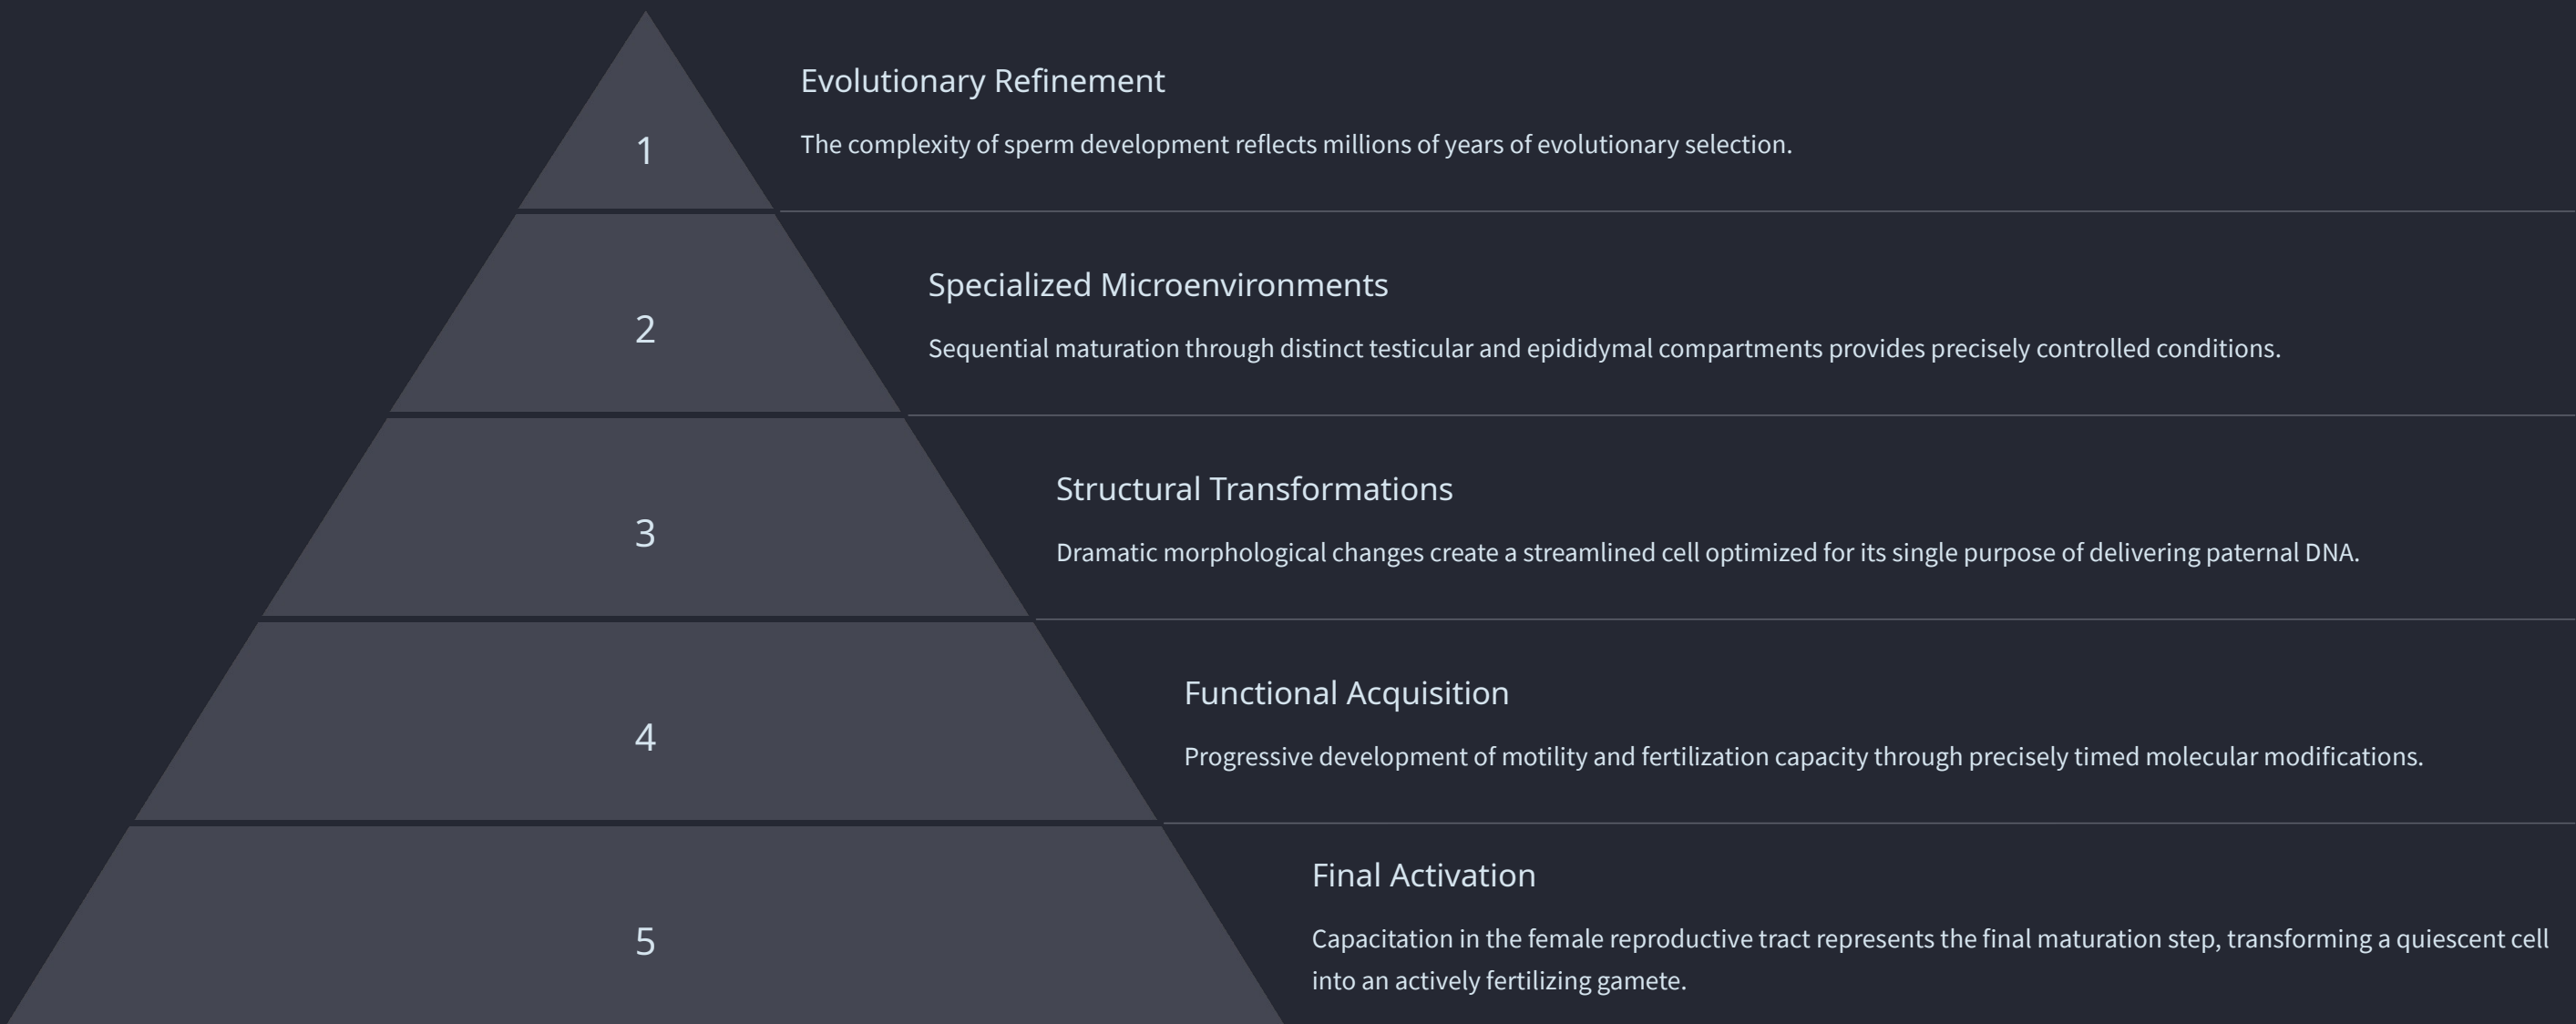 Evolutionary Refinement
The complexity of sperm development reflects millions of years of evolutionary selection.
1
Specialized Microenvironments
Sequential maturation through distinct testicular and epididymal compartments provides precisely controlled conditions.
2
Structural Transformations
Dramatic morphological changes create a streamlined cell optimized for its single purpose of delivering paternal DNA.
3
Functional Acquisition
Progressive development of motility and fertilization capacity through precisely timed molecular modifications.
4
Final Activation
Capacitation in the female reproductive tract represents the final maturation step, transforming a quiescent cell
into an actively fertilizing gamete.
5